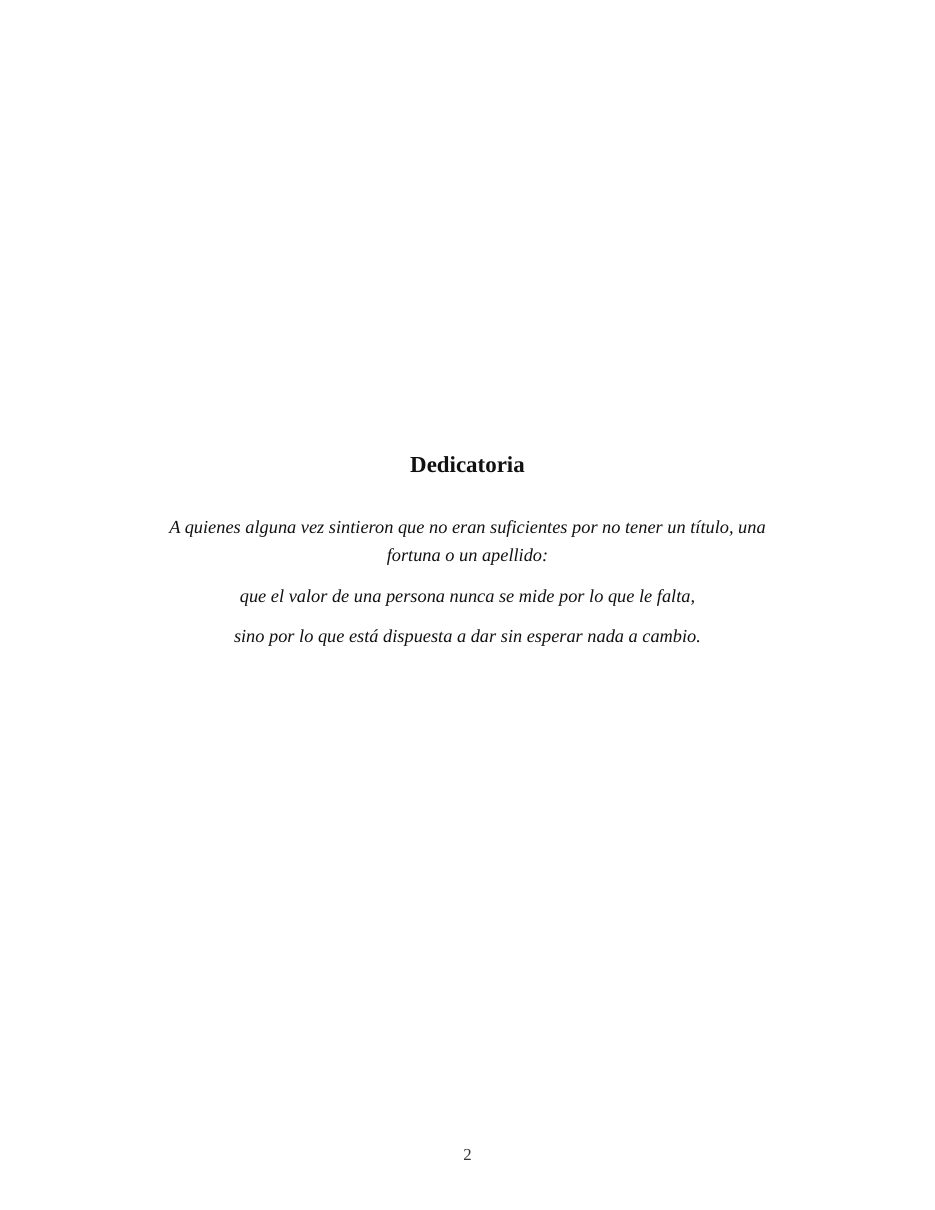 Dedicatoria
A quienes alguna vez sintieron que no eran suficientes por no tener un título, una
fortuna o un apellido:
que el valor de una persona nunca se mide por lo que le falta,
sino por lo que está dispuesta a dar sin esperar nada a cambio.
2